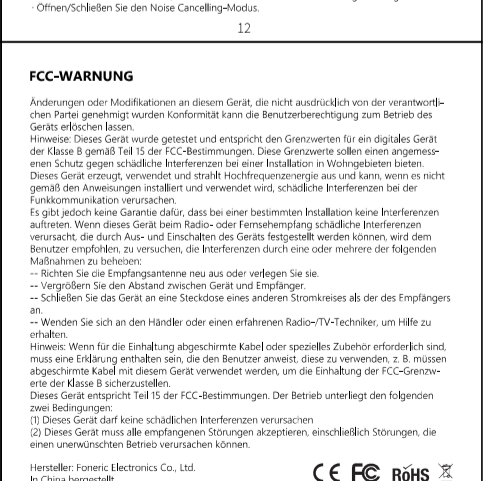 · Öffnen/Schließen Sie den Noise Cancelling-Modus.
12
FCC-WARNUNG
Änderungen oder Modifikationen an diesem Gerät, die nicht ausdrücklich von der verantwortli-
chen Partei genehmigt wurden Konformität kann die Benutzerberechtigung zum Betrieb des
Geräts erlöschen lassen.
Hinweise: Dieses Gerät wurde getestet und entspricht den Grenzwerten für ein digitales Gerät
der Klasse B gemäß Teil 15 der FCC-Bestimmungen. Diese Grenzwerte sollen einen angemess-
enen Schutz gegen schädliche Interferenzen bei einer Installation in Wohngebieten bieten.
Dieses Gerät erzeugt, verwendet und strahlt Hochfrequenzenergie aus und kann, wenn es nicht
gemäß den Anweisungen installiert und verwendet wird, schädliche Interferenzen bei der
Funkkommunikation verursachen.
Es gibt jedoch keine Garantie dafür, dass bei einer bestimmten Installation keine Interferenzen
auftreten. Wenn dieses Gerät beim Radio- oder Fernsehempfang schädliche Interferenzen
verursacht, die durch Aus- und Einschalten des Geräts festgestellt werden können, wird dem
Benutzer empfohlen, zu versuchen, die Interferenzen durch eine oder mehrere der folgenden
Maßnahmen zu beheben:
-- Richten Sie die Empfangsantenne neu aus oder verlegen Sie sie.
-- Vergrößern Sie den Abstand zwischen Gerät und Empfänger.
-- Schließen Sie das Gerät an eine Steckdose eines anderen Stromkreises als der des Empfängers
an.
-- Wenden Sie sich an den Händler oder einen erfahrenen Radio-/TV-Techniker, um Hilfe zu
erhalten.
Hinweis: Wenn für die Einhaltung abgeschirmte Kabel oder spezielles Zubehör erforderlich sind,
muss eine Erklärung enthalten sein, die den Benutzer anweist, diese zu verwenden, z. B. müssen
abgeschirmte Kabel mit diesem Gerät verwendet werden, um die Einhaltung der FCC-Grenzw-
erte der Klasse B sicherzustellen.
Dieses Gerät entspricht Teil 15 der FCC-Bestimmungen. Der Betrieb unterliegt den folgenden
zwei Bedingungen:
(1) Dieses Gerät darf keine schädlichen Interferenzen verursachen
(2) Dieses Gerät muss alle empfangenen Störungen akzeptieren, einschließlich Störungen, die
einen unerwünschten Betrieb verursachen können.
Hersteller: Foneric Electronics Co., Ltd.
In China hergestellt
CE FC RoHS